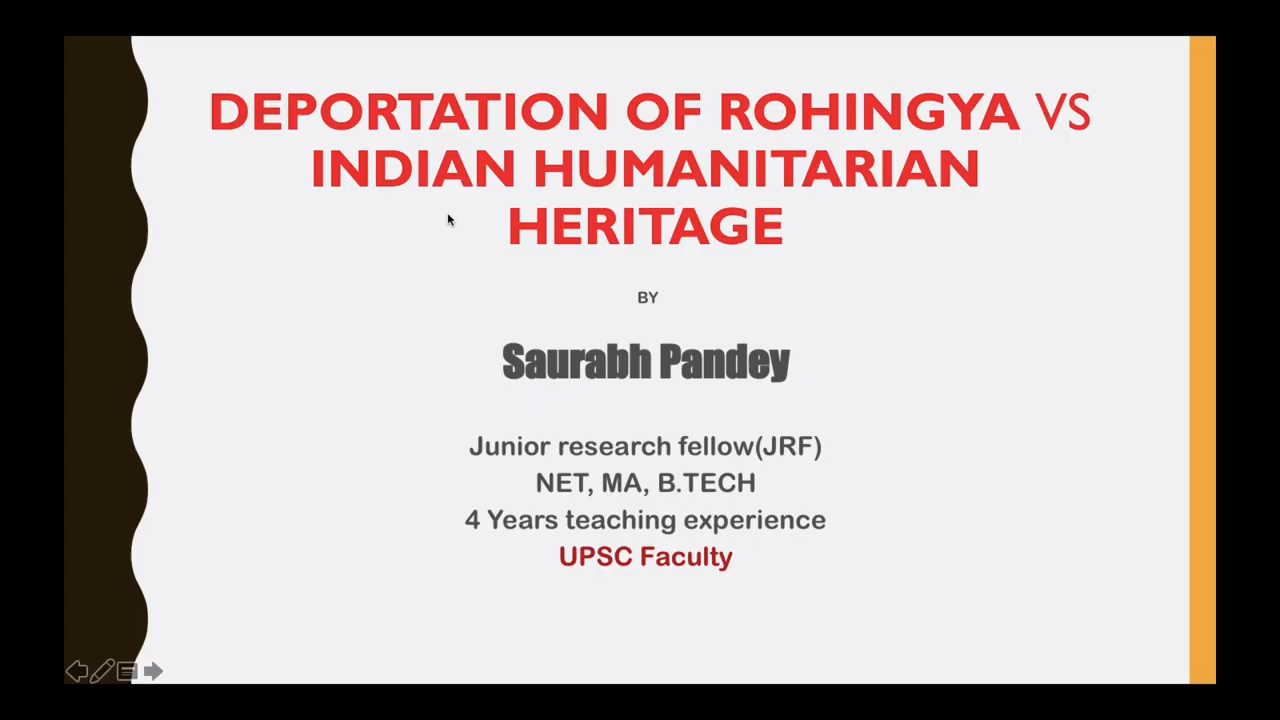 DEPORTATION OF ROHINGYA VS
INDIAN HUMANITARIAN
HERITAGE
BY
Saurabh Pandey
Junior research fellow(JRF)
NET, MA, B.TECH
4 Years teaching experience
UPSC Faculty